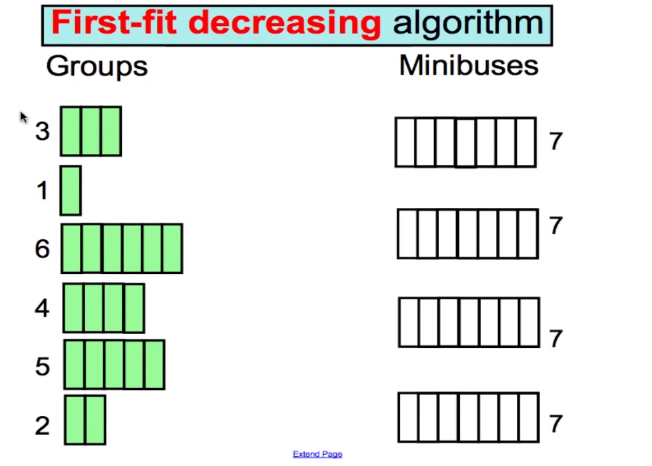 First-fit decreasing algorithm
Groups
Minibuses
3
7
1
7
6
4
7
5
2
7
Extend Page